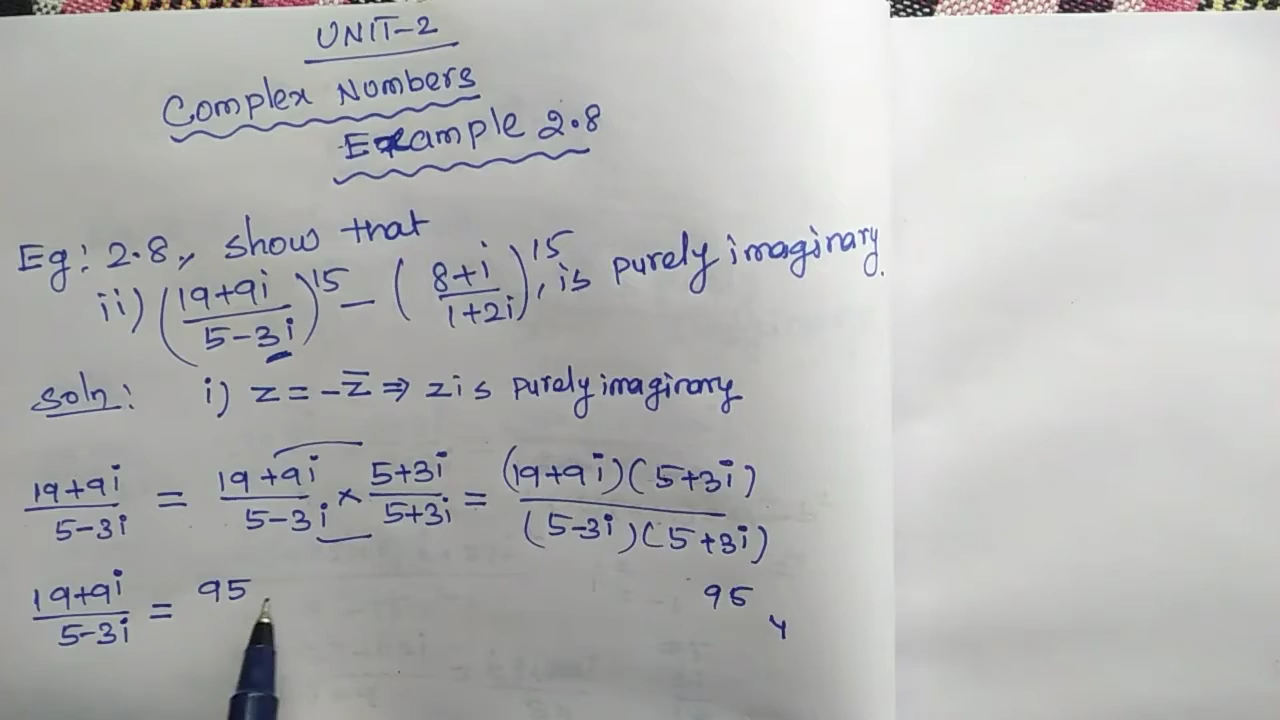 UNIT-2
Complex Numbers
Example 2.8
Eg: 2.8, show that
ii) (19+9i / 5-3i)^15 - (8+i / 1+2i)^15, is purely imaginary.
soln: i) z = -z̄ ⇒ z is purely imaginary
19+9i / 5-3i = 19+9i / 5-3i × 5+3i / 5+3i = (19+9i)(5+3i) / (5-3i)(5+3i)
19+9i / 5-3i = 95 95
4